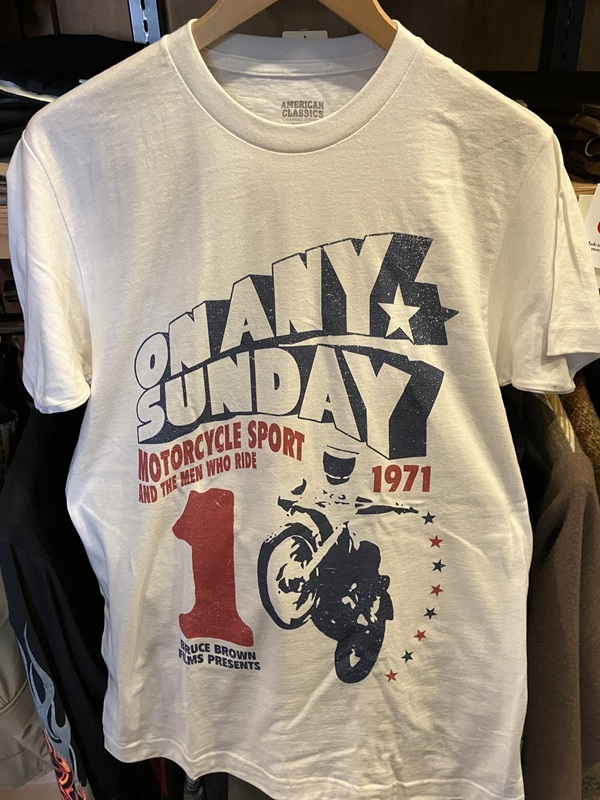 AMERICAN
CLASSICS
ON ANY
SUNDAY
MOTORCYCLE SPORT
AND THE MEN WHO RIDE
1971
1
BRUCE BROWN
FILMS PRESENTS